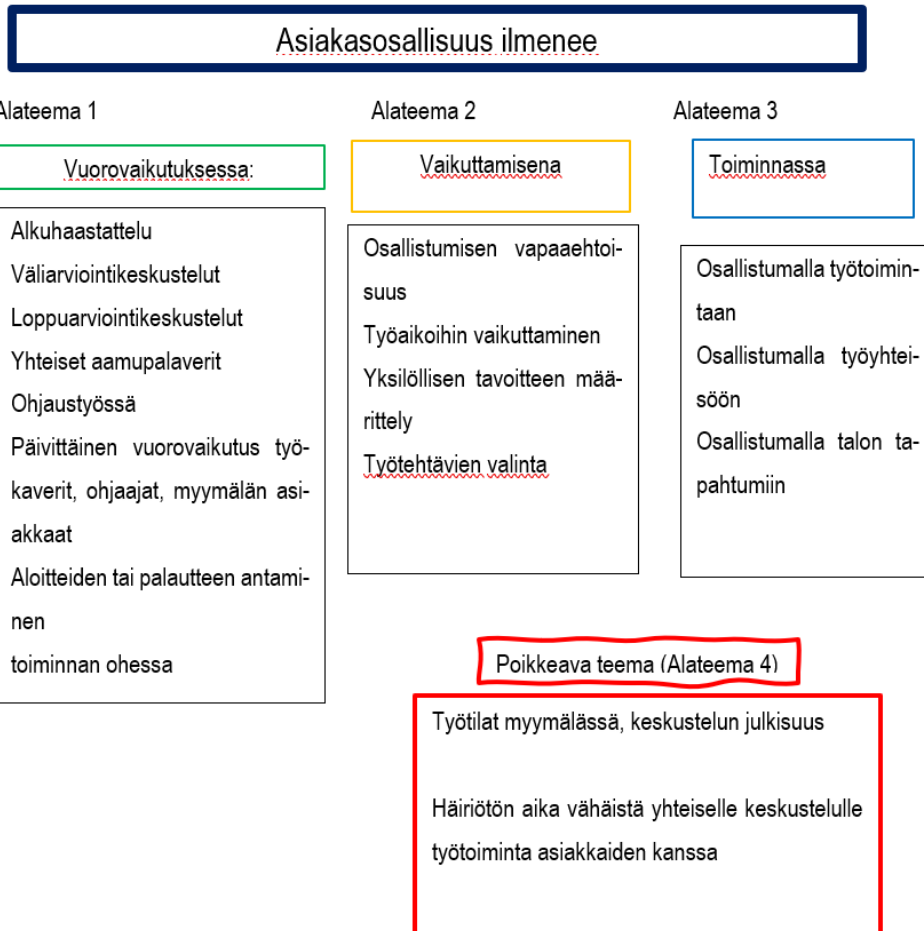 Asiakasosallisuus ilmenee
Alateema 1
Vuorovaikutuksessa:
Alkuhaastattelu
Väliarviointikeskustelut
Loppuarviointikeskustelut
Yhteiset aamupalaverit
Ohjaustyössä
Päivittäinen vuorovaikutus työ-
kaverit, ohjaajat, myymälän asi-
akkaat
Aloitteiden tai palautteen antami-
nen
toiminnan ohessa
Alateema 2
Vaikuttamisena
Osallistumisen vapaaehtoi-
suus
Työaikoihin vaikuttaminen
Yksilöllisen tavoitteen mää-
rittely
Työtehtävien valinta
Alateema 3
Toiminnassa
Osallistumalla työtoimin-
taan
Osallistumalla työyhtei-
söön
Osallistumalla talon ta-
pahtumiin
Poikkeava teema (Alateema 4)
Työtilat myymälässä, keskustelun julkisuus
Häiriötön aika vähäistä yhteiselle keskustelulle
työtoiminta asiakkaiden kanssa